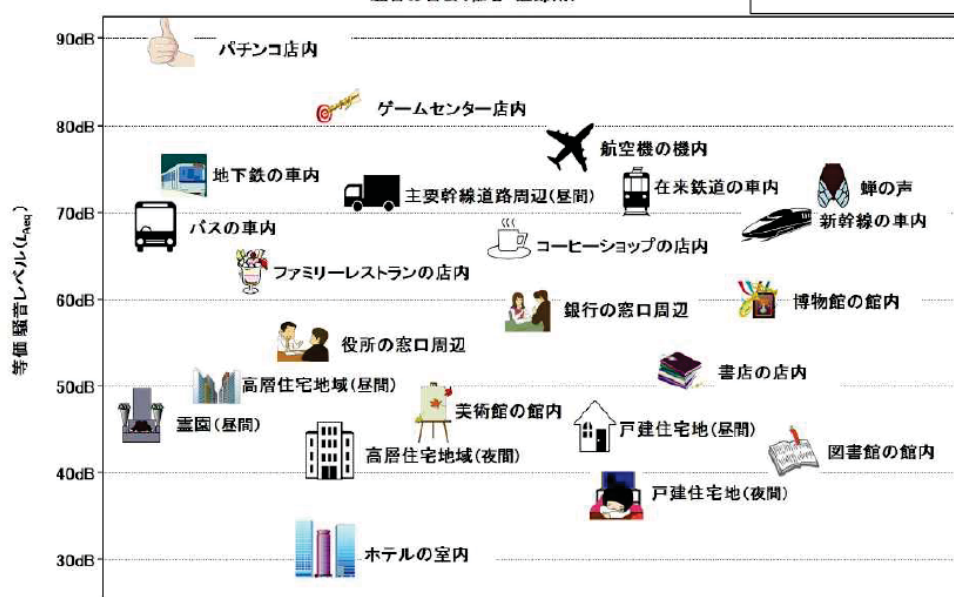 90dB
パチンコ店内
ゲームセンター店内
80dB
航空機の機内
地下鉄の車内
主要幹線道路周辺(昼間)
在来鉄道の車内
蝉の声
70dB
バスの車内
新幹線の車内
コーヒーショップの店内
ファミリーレストランの店内
60dB
銀行の窓口周辺
博物館の館内
役所の窓口周辺
書店の店内
50dB
高層住宅地域(昼間)
霊園(昼間)
美術館の館内
戸建住宅地(昼間)
高層住宅地域(夜間)
図書館の館内
40dB
戸建住宅地(夜間)
ホテルの室内
30dB
等価騒音レベル(LAeq)